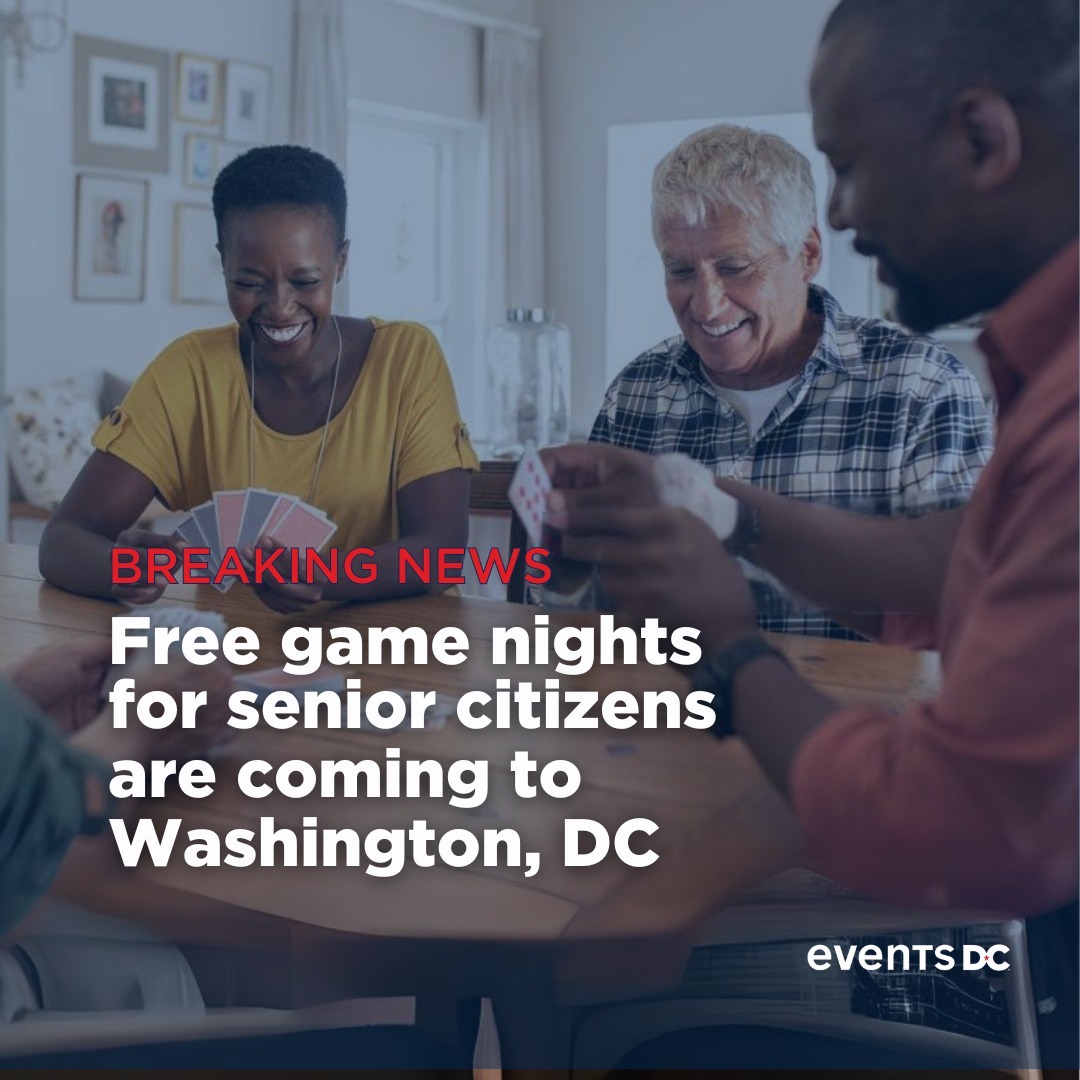 BREAKING NEWS
Free game nights
for senior citizens
are coming to
Washington, DC
evenTS DC